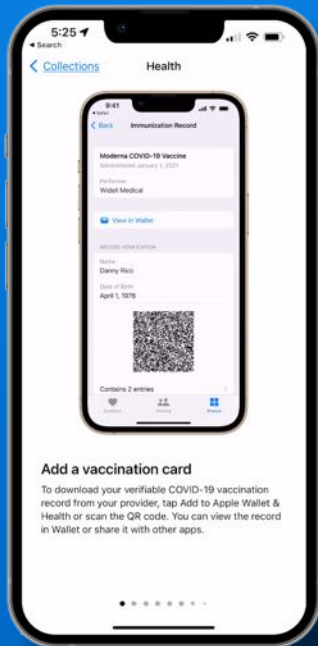 5:25
Search
Collections
Health
9:41
Safari
Back
Immunization Record
Moderna COVID-19 Vaccine
Administered January 1, 2021
Performer
Widell Medical
View in Wallet
RECORD VERIFICATION
Name
Danny Rico
Date of Birth
April 1, 1976
Contains 2 entries
Summary
Sharing
Browse
Add a vaccination card
To download your verifiable COVID-19 vaccination
record from your provider, tap Add to Apple Wallet &
Health or scan the QR code. You can view the record
in Wallet or share it with other apps.